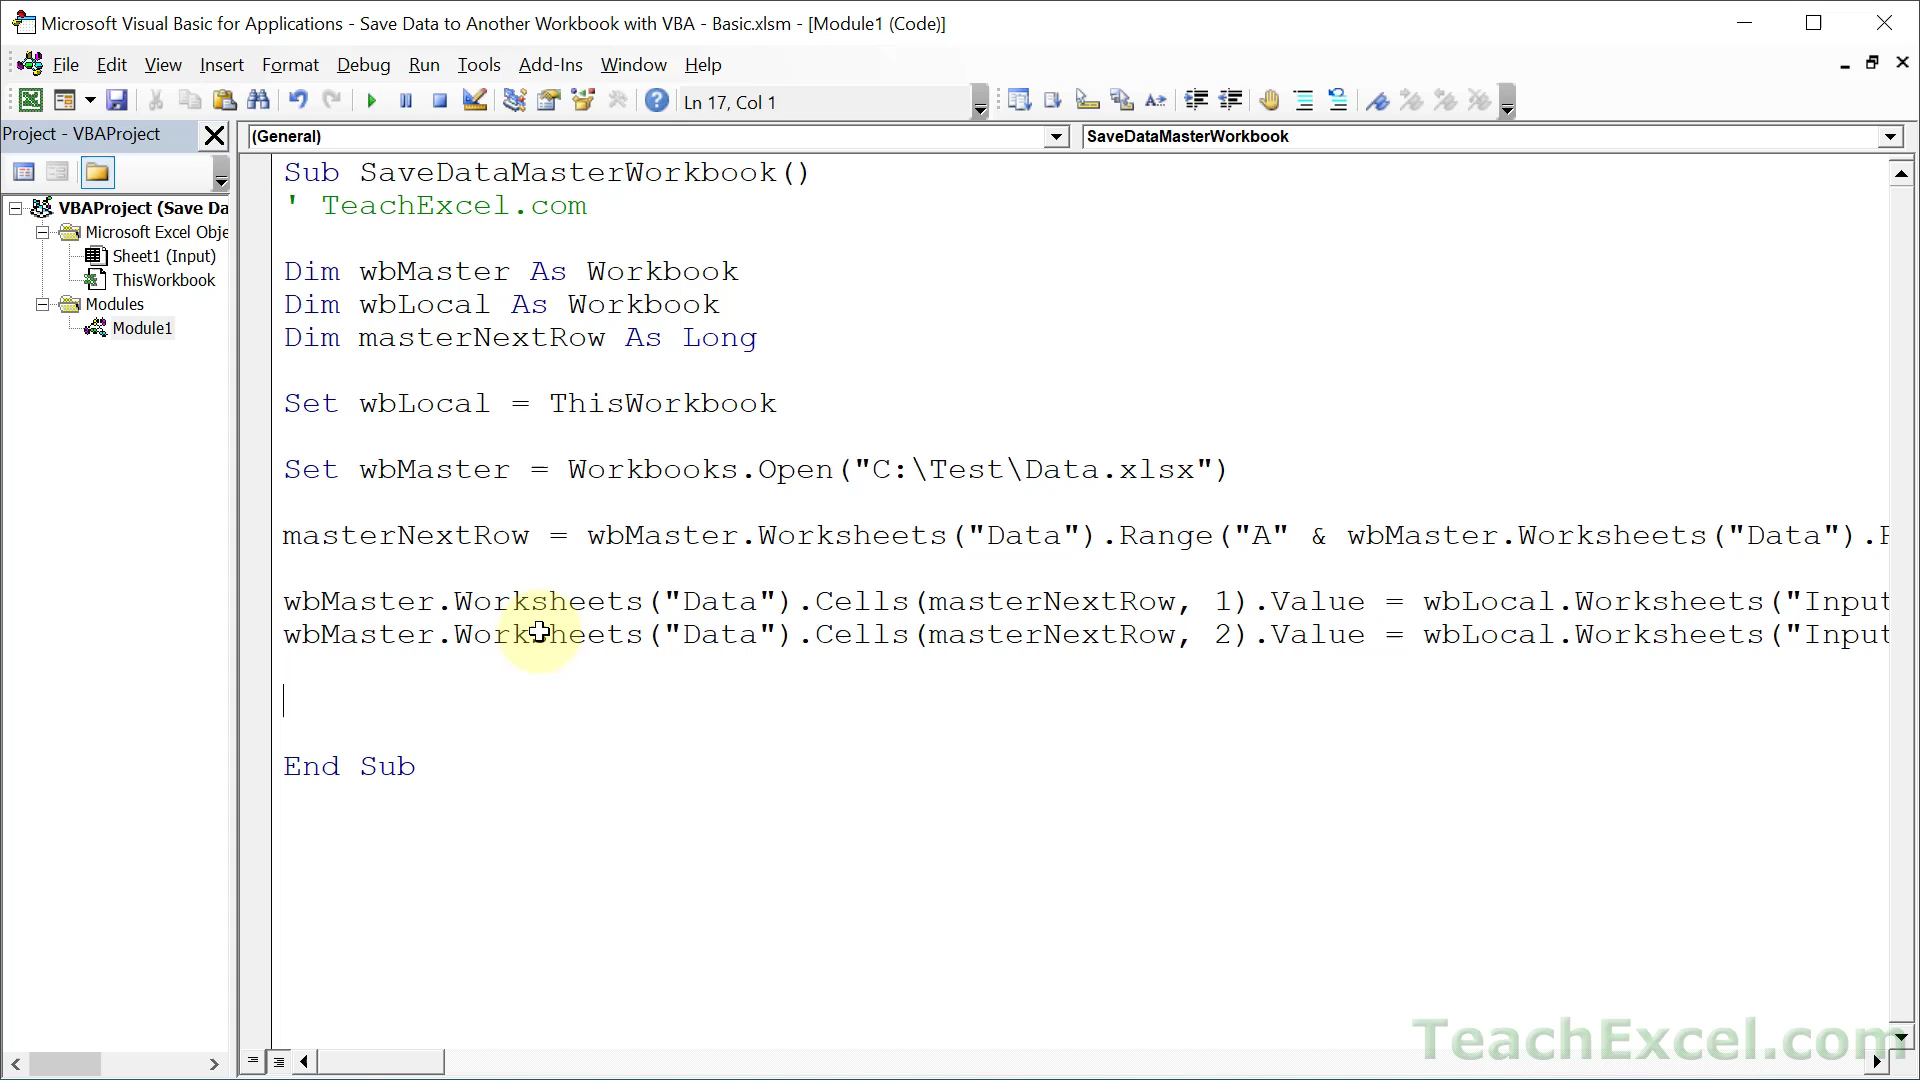 Microsoft Visual Basic for Applications - Save Data to Another Workbook with VBA - Basic.xlsm - [Module1 (Code)]
File Edit View Insert Format Debug Run Tools Add-Ins Window Help
Ln 17, Col 1
Project - VBAProject
(General)
SaveDataMasterWorkbook
VBAProject (Save Da
Microsoft Excel Obje
Sheet1 (Input)
ThisWorkbook
Modules
Module1
Sub SaveDataMasterWorkbook()
' TeachExcel.com
Dim wbMaster As Workbook
Dim wbLocal As Workbook
Dim masterNextRow As Long
Set wbLocal = ThisWorkbook
Set wbMaster = Workbooks.Open("C:\Test\Data.xlsx")
masterNextRow = wbMaster.Worksheets("Data").Range("A" & wbMaster.Worksheets("Data").
wbMaster.Worksheets("Data").Cells(masterNextRow, 1).Value = wbLocal.Worksheets("Input
wbMaster.Worksheets("Data").Cells(masterNextRow, 2).Value = wbLocal.Worksheets("Input
End Sub
TeachExcel.com